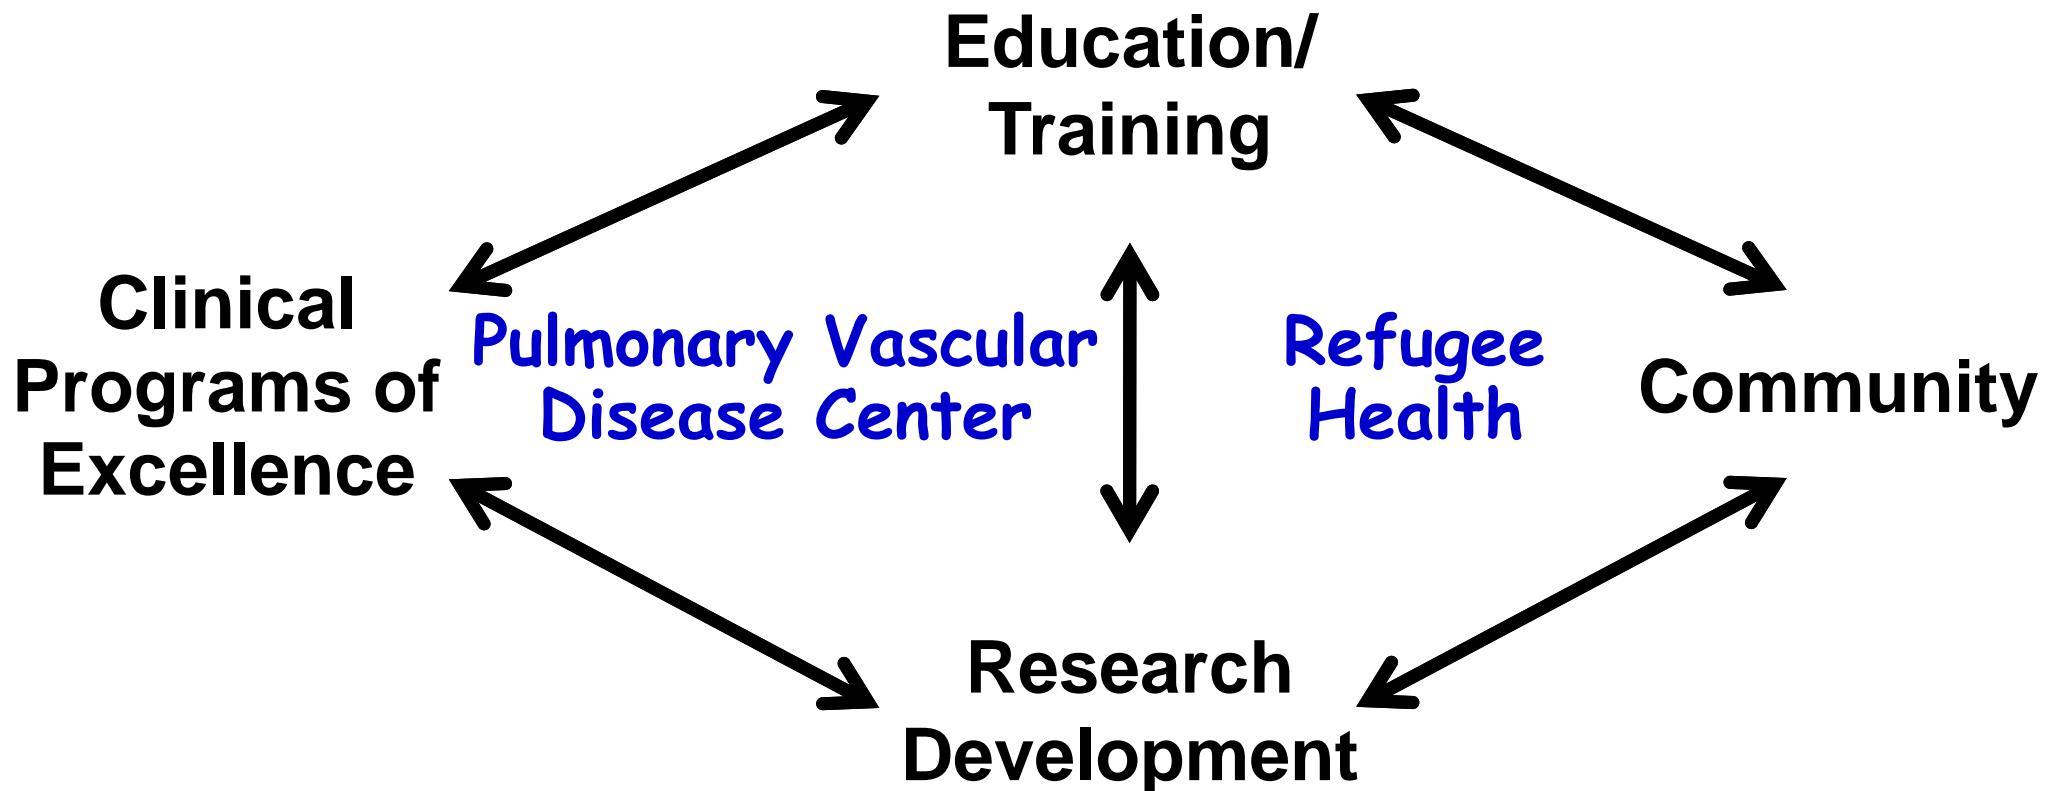 Education/
Training
Clinical
Programs of
Excellence
Pulmonary Vascular
Disease Center
Refugee
Health
Community
Research
Development